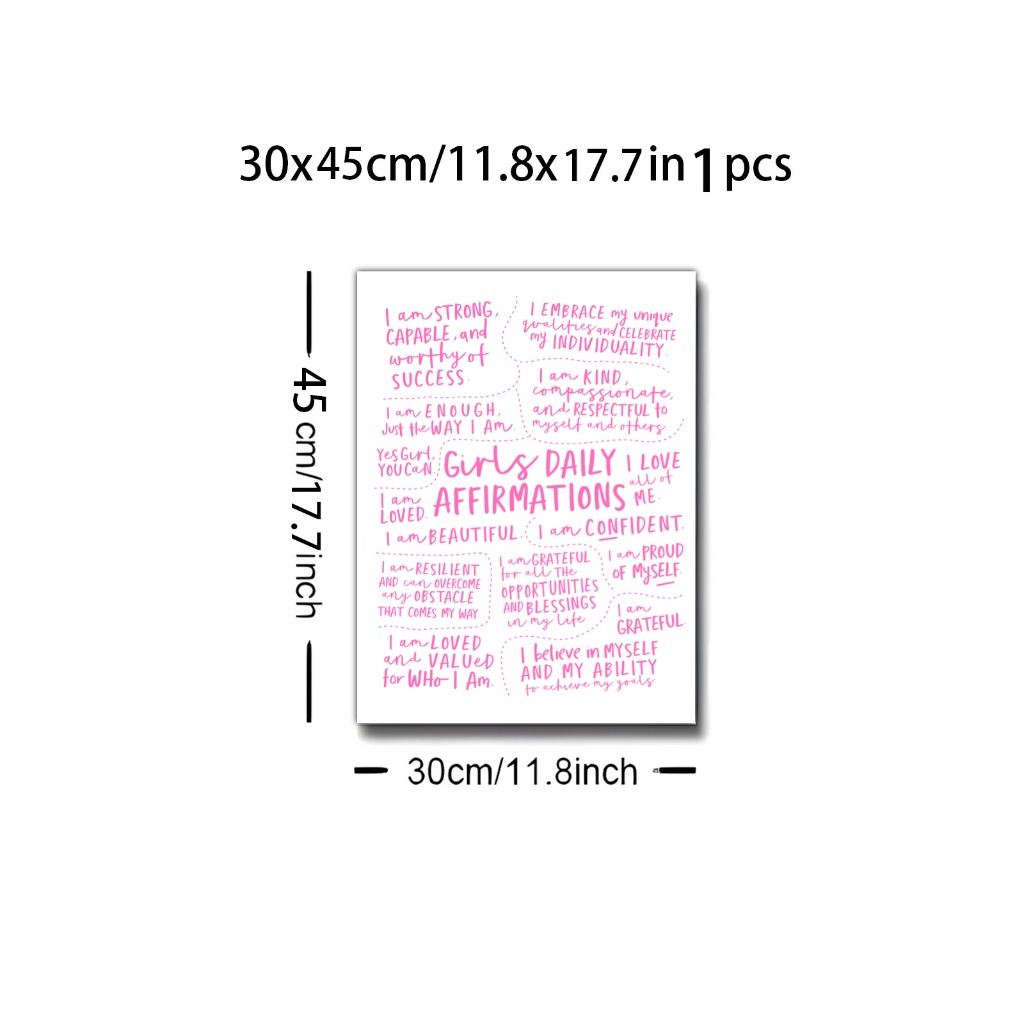 30x45cm/11.8x17.7in 1 pcs
45 cm/17.7inch
I am STRONG,
CAPABLE, and
worthy of
SUCCESS.
I EMBRACE my unique
qualities and CELEBRATE
my INDIVIDUALITY.
I am KIND,
compassionate,
and RESPECTFUL to
myself and others
I am ENOUGH,
Just the WAY I Am.
Yes Girl,
YOU CaN.
Girls DAILY
AFFIRMATIONS
I LOVE
all of
ME.
I am
LOVED.
I am BEAUTIFUL.
I am CONFIDENT.
I am RESILIENT
AND can OVERCOME
any OBSTACLE
THAT COMES MY WAY.
I am GRATEFUL
for all THE
OPPORTUNITIES
AND BLESSINGS
in my life
I am PROUD
OF MySELF.
I am
GRATEFUL.
I am LOVED
and VALUeD
for WHo I Am.
I believe in MYSELF
AND MY ABILITY
to achieve my goals
30cm/11.8inch